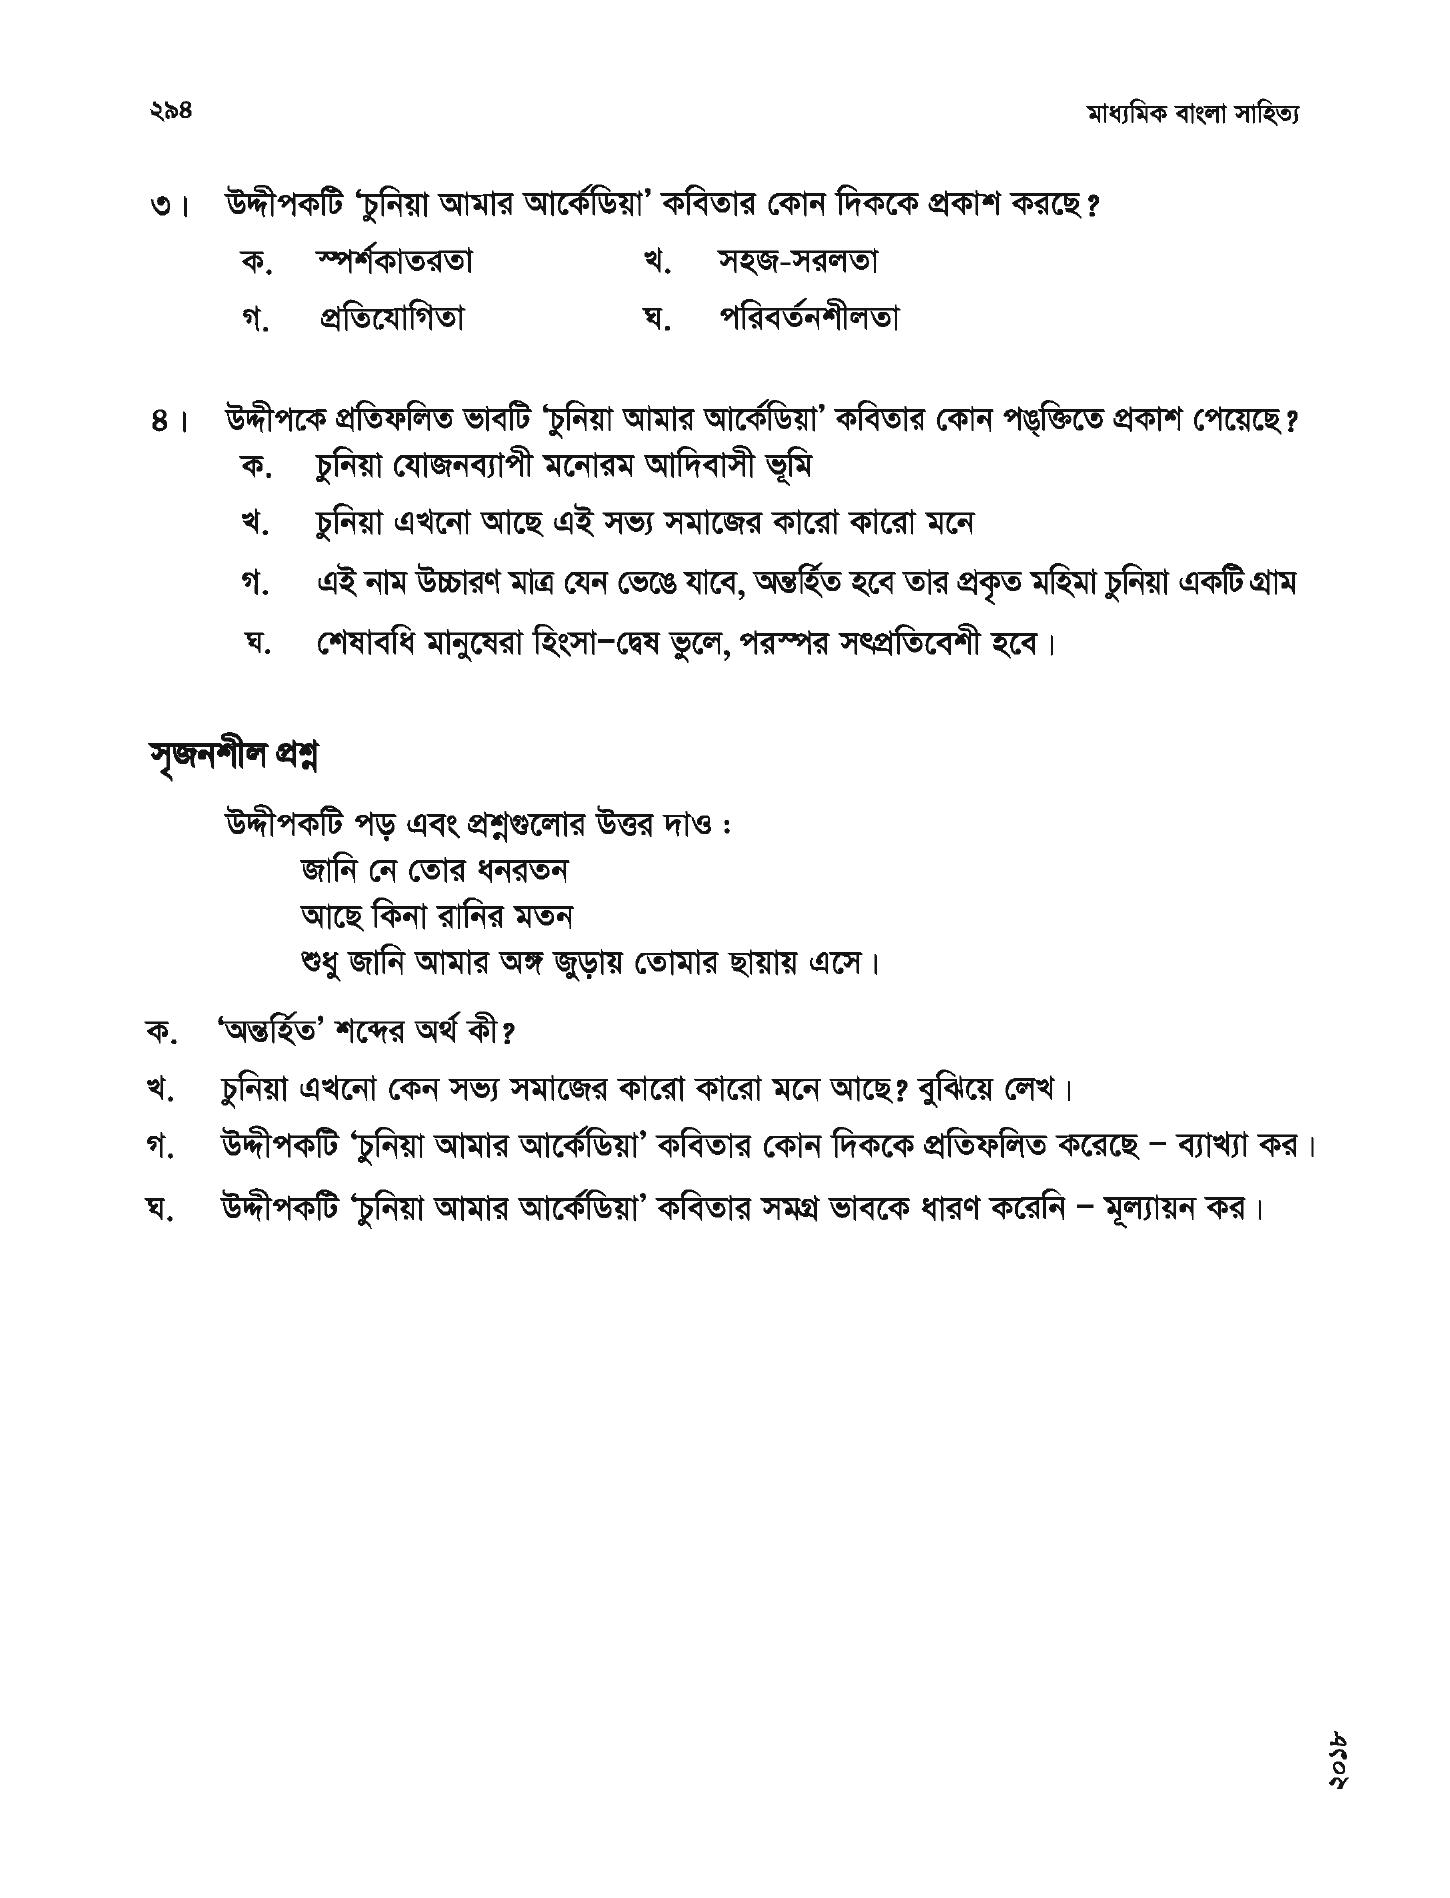 ২৯৪ মাধ্যমিক বাংলা সাহিত্য
৩। উদ্দীপকটি ‘চুনিয়া আমার আর্কেডিয়া’ কবিতার কোন দিককে প্রকাশ করছে?
ক. স্পর্শকাতরতা খ. সহজ-সরলতা
গ. প্রতিযোগিতা ঘ. পরিবর্তনশীলতা
৪। উদ্দীপকে প্রতিফলিত ভাবটি ‘চুনিয়া আমার আর্কেডিয়া’ কবিতার কোন পঙ্‌ক্তিতে প্রকাশ পেয়েছে?
ক. চুনিয়া যোজনব্যাপী মনোরম আদিবাসী ভূমি
খ. চুনিয়া এখনো আছে এই সভ্য সমাজের কারো কারো মনে
গ. এই নাম উচ্চারণ মাত্র যেন ভেঙে যাবে, অন্তর্হিত হবে তার প্রকৃত মহিমা চুনিয়া একটি গ্রাম
ঘ. শেষাবধি মানুষেরা হিংসা–দ্বেষ ভুলে, পরস্পর সৎপ্রতিবেশী হবে।
সৃজনশীল প্রশ্ন
উদ্দীপকটি পড় এবং প্রশ্নগুলোর উত্তর দাও :
জানি নে তোর ধনরতন
আছে কিনা রানির মতন
শুধু জানি আমার অঙ্গ জুড়ায় তোমার ছায়ায় এসে।
ক. ‘অন্তর্হিত’ শব্দের অর্থ কী?
খ. চুনিয়া এখনো কেন সভ্য সমাজের কারো কারো মনে আছে? বুঝিয়ে লেখ।
গ. উদ্দীপকটি ‘চুনিয়া আমার আর্কেডিয়া’ কবিতার কোন দিককে প্রতিফলিত করেছে – ব্যাখ্যা কর।
ঘ. উদ্দীপকটি ‘চুনিয়া আমার আর্কেডিয়া’ কবিতার সমগ্র ভাবকে ধারণ করেনি – মূল্যায়ন কর।
২০১৮